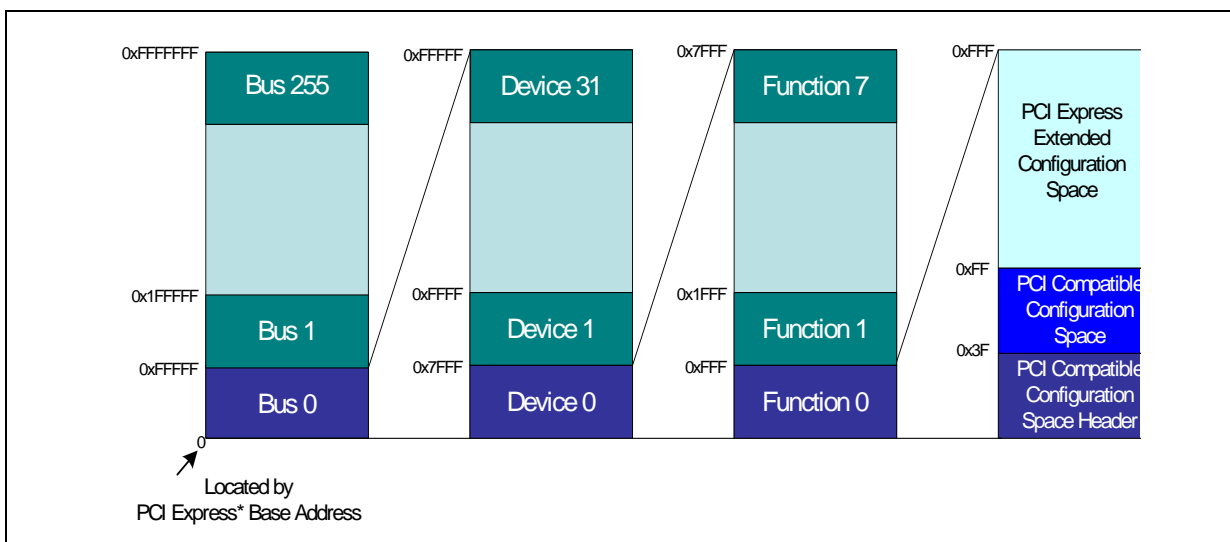 0xFFFFFFF
Bus 255
0x1FFFFF
Bus 1
0xFFFFF
Bus 0
0
Located by
PCI Express* Base Address
0xFFFFF
Device 31
0xFFFF
Device 1
0x7FFF
Device 0
0x7FFF
Function 7
0x1FFF
Function 1
0xFFF
Function 0
0xFFF
PCI Express
Extended
Configuration
Space
0xFF
PCI Compatible
Configuration
Space
0x3F
PCI Compatible
Configuration
Space Header